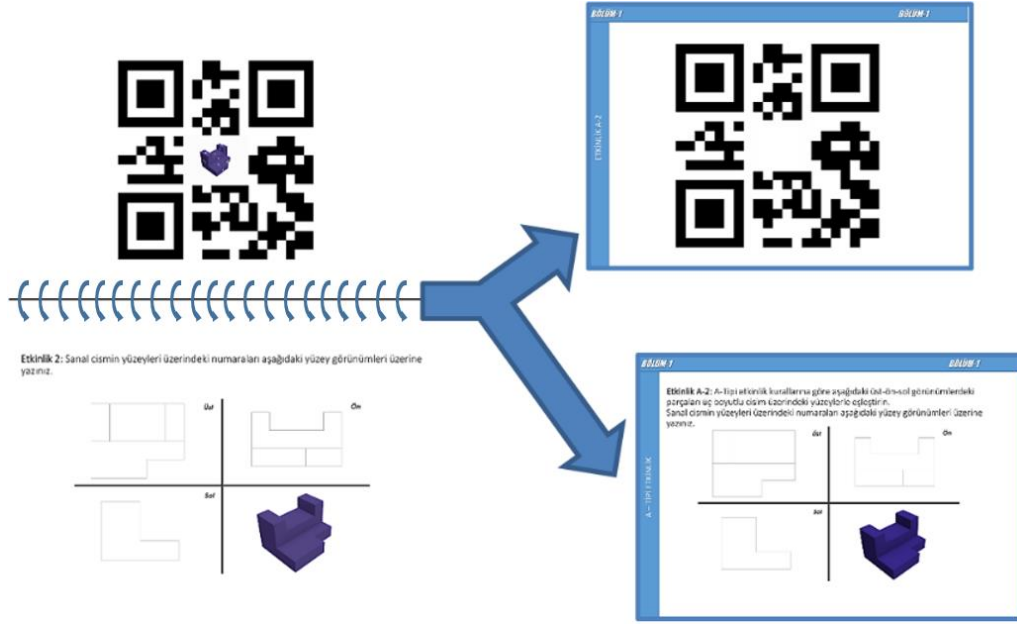 BÖLÜM-1
BÖLÜM-1
ETKİNLİK A-2
Etkinlik 2: Sanal cismin yüzeyleri üzerindeki numaraları aşağıdaki yüzey görünümleri üzerine
yazınız.
Üst
Ön
Sol
BÖLÜM-1
BÖLÜM-1
Etkinlik A-2: A-Tipi etkinlik kurallarına göre aşağıdaki üst-ön-sol görünümlerdeki
parçaları üç boyutlu cisim üzerindeki yüzeylerle eşleştirin.
Sanal cismin yüzeyleri üzerindeki numaraları aşağıdaki yüzey görünümleri üzerine
yazınız.
A – TİPİ ETKİNLİK
Üst
Ön
Sol